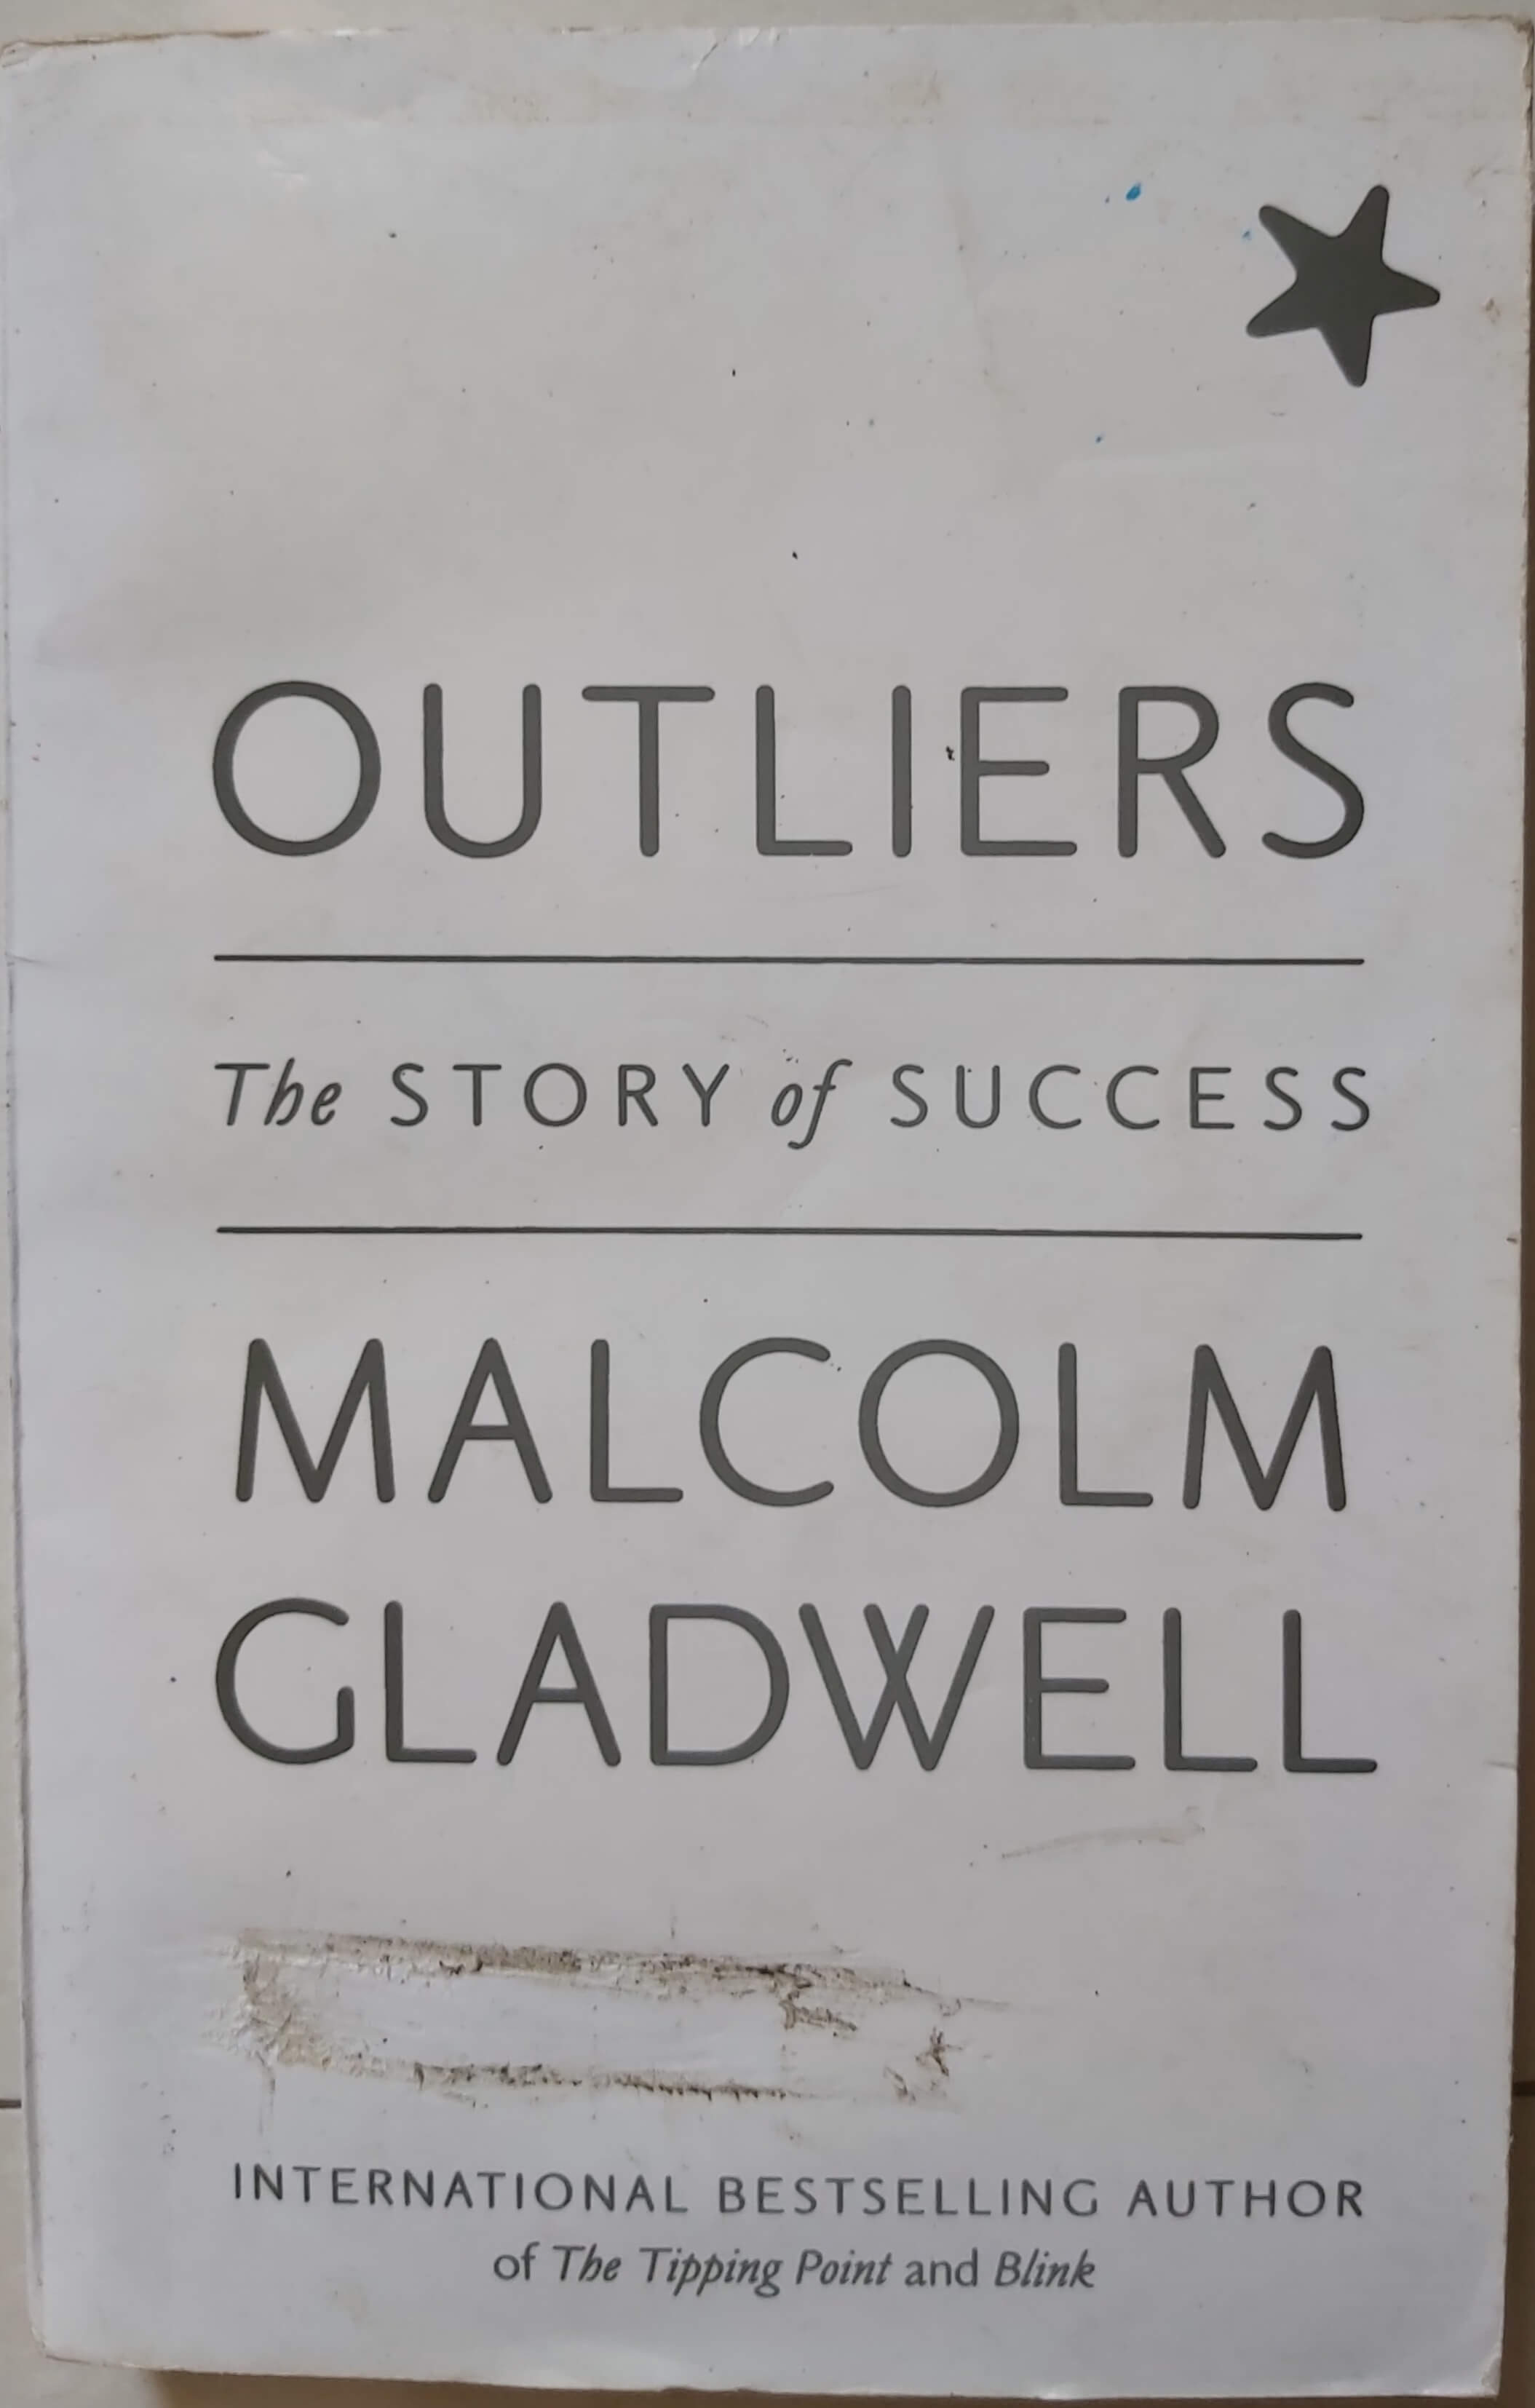 OUTLIERS
The STORY of SUCCESS
MALCOLM
GLADWELL
INTERNATIONAL BESTSELLING AUTHOR
of The Tipping Point and Blink